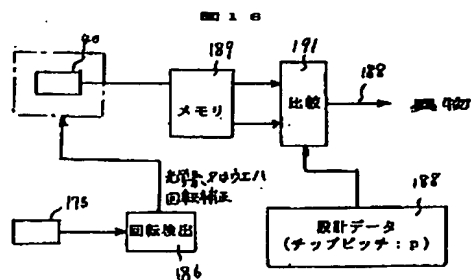 図16
90
189
メモリ
191
比較
188
異物
光学系、又はウエハ
回転補正
175
回転検出
186
188
設計データ
(チップピッチ:p)